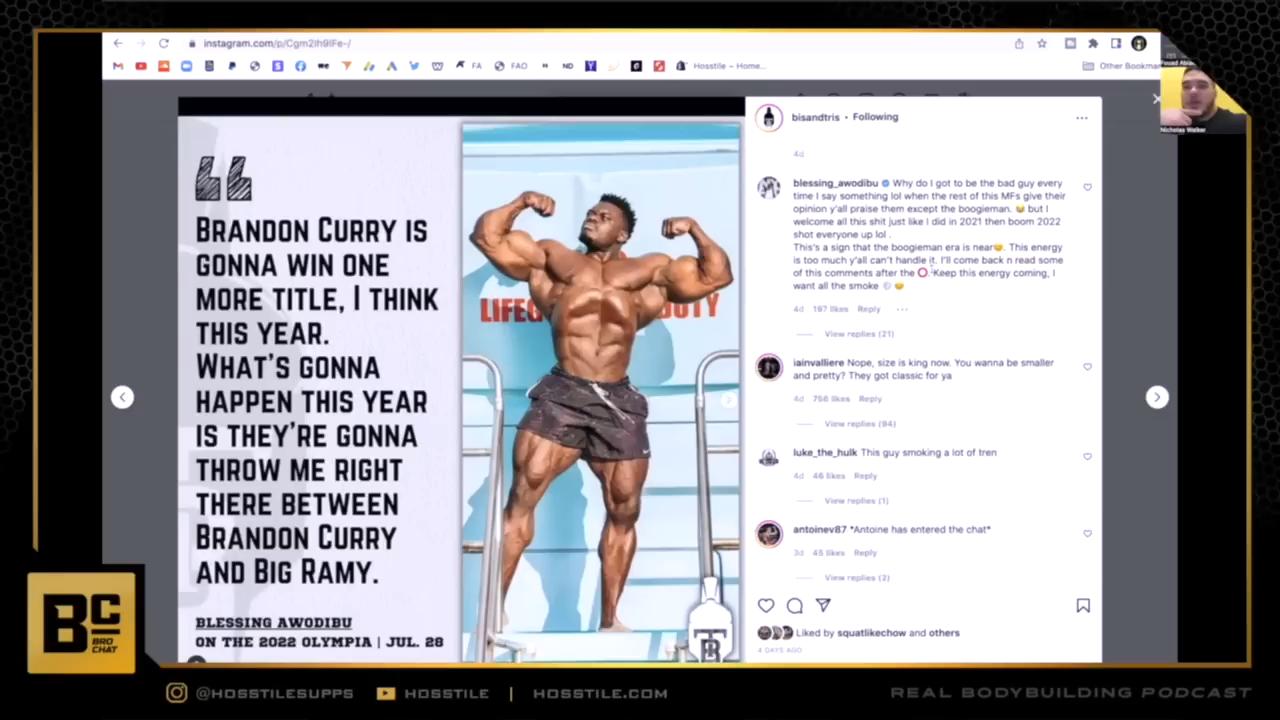 instagram.com/p/Cgm2Ih9IFe-/
FA
FAQ
ND
Hosstile – Home...
Other Bookmar
Nicholas Walker
BRANDON CURRY IS
GONNA WIN ONE
MORE TITLE, I THINK
THIS YEAR.
WHAT'S GONNA
HAPPEN THIS YEAR
IS THEY'RE GONNA
THROW ME RIGHT
THERE BETWEEN
BRANDON CURRY
AND BIG RAMY.
BLESSING AWODIBU
ON THE 2022 OLYMPIA | JUL. 28
LIFEG
DUTY
bisandtris • Following
4d
blessing_awodibu Why do I got to be the bad guy every
time I say something lol when the rest of this MFs give their
opinion y'all praise them except the boogieman. 😂 but I
welcome all this shit just like I did in 2021 then boom 2022
shot everyone up lol .
This's a sign that the boogieman era is near😊. This energy
is too much y'all can't handle it. I'll come back n read some
of this comments after the ⭕. Keep this energy coming, I
want all the smoke 💨 😊
4d 197 likes Reply ...
View replies (21)
iainvalliere Nope, size is king now. You wanna be smaller
and pretty? They got classic for ya
4d 756 likes Reply
View replies (94)
luke_the_hulk This guy smoking a lot of tren
4d 46 likes Reply
View replies (1)
antoinev87 *Antoine has entered the chat*
3d 45 likes Reply
View replies (2)
Liked by squatlikechow and others
4 DAYS AGO
BC
BRO
CHAT
@HOSSTILESUPPS
HOSSTILE
|
HOSSTILE.COM
REAL BODYBUILDING PODCAST